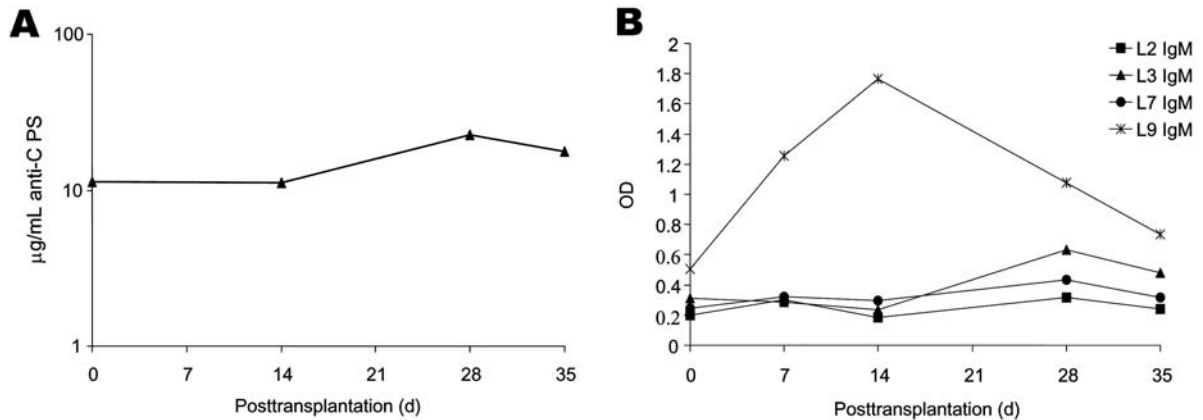 A
100
10
1
µg/mL anti-C PS
0 7 14 21 28 35
Posttransplantation (d)
B
2
1.8
1.6
1.4
1.2
1
0.8
0.6
0.4
0.2
0
OD
0 7 14 21 28 35
Posttransplantation (d)
L2 IgM
L3 IgM
L7 IgM
L9 IgM